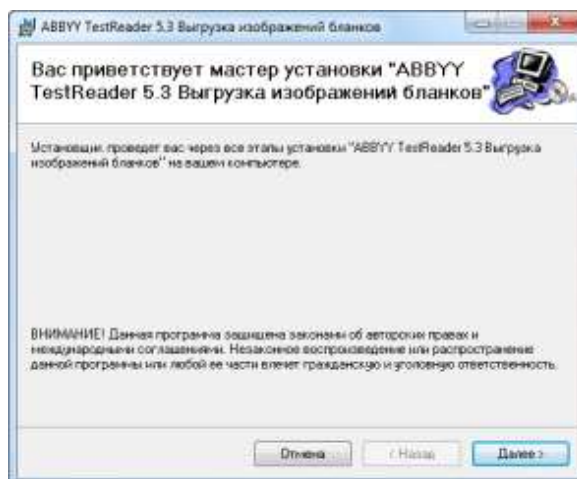 ABBYY TestReader 5.3 Выгрузка изображений бланков
Вас приветствует мастер установки "ABBYY
TestReader 5.3 Выгрузка изображений бланков"
Установщик проведет вас через все этапы установки "ABBYY TestReader 5.3 Выгрузка
изображений бланков" на вашем компьютере.
ВНИМАНИЕ! Данная программа защищена законами об авторских правах и
международными соглашениями. Незаконное воспроизведение или распространение
данной программы или любой ее части влечет гражданскую и уголовную ответственность.
Отмена < Назад Далее >